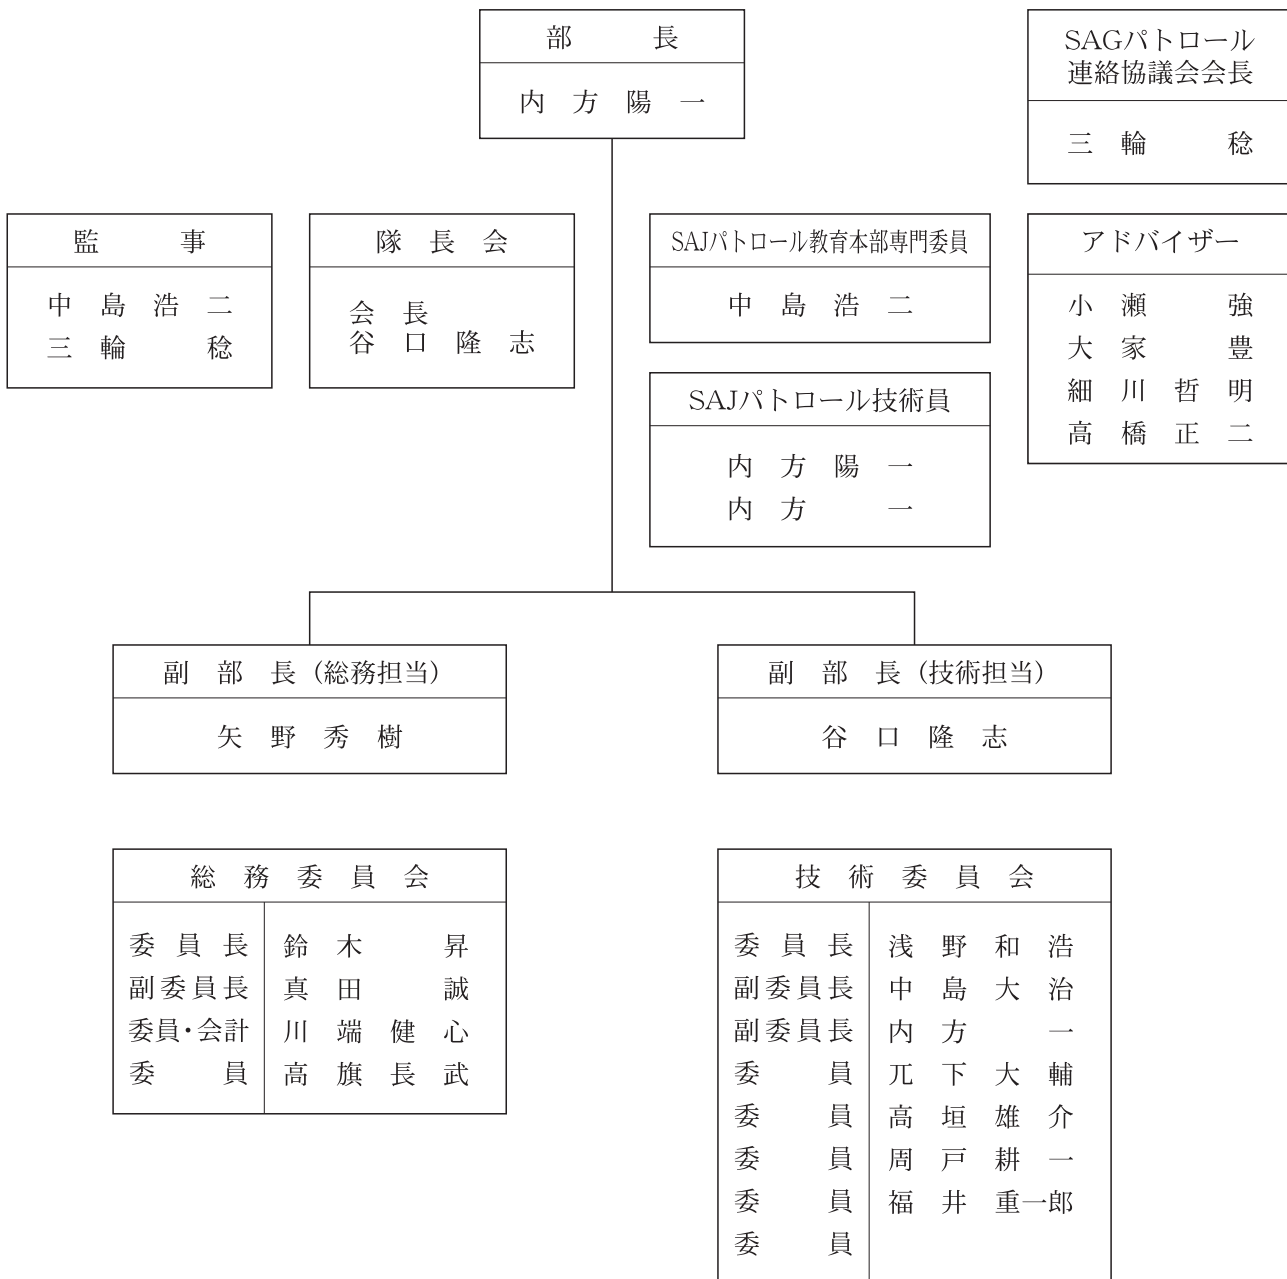 部長
内方陽一
SAGパトロール
連絡協議会会長
三輪稔
監事
中島浩二
三輪稔
隊長会
会長
谷口隆志
SAJパトロール教育本部専門委員
中島浩二
SAJパトロール技術員
内方陽一
内方一
アドバイザー
小瀬強
大家豊
細川哲明
高橋正二
副部長(総務担当)
矢野秀樹
副部長(技術担当)
谷口隆志
総務委員会
委員長 鈴木昇
副委員長 真田誠
委員・会計 川端健心
委員 高旗長武
技術委員会
委員長 浅野和浩
副委員長 中島大治
副委員長 内方一
委員 兀下大輔
委員 高垣雄介
委員 周戸耕一
委員 福井重一郎
委員